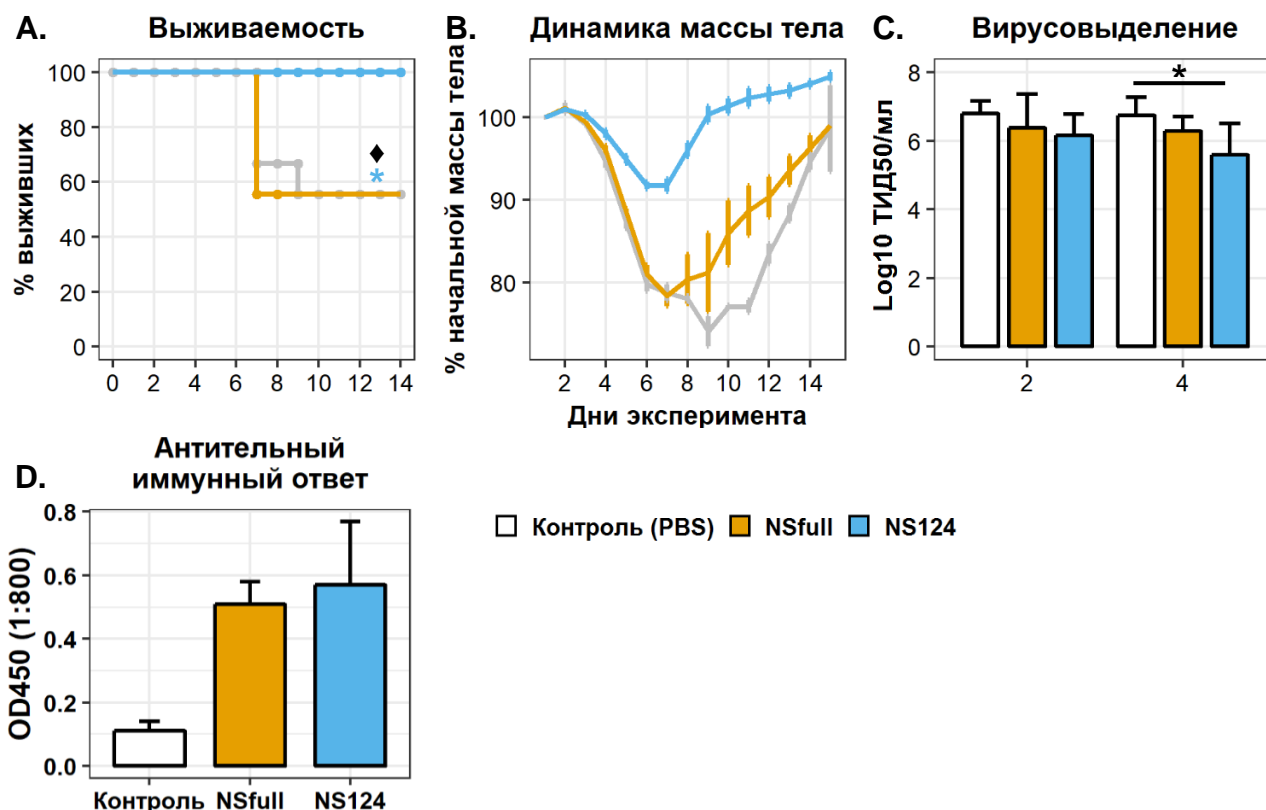 A.
Выживаемость
% выживших
100
80
60
40
20
0
*
0 2 4 6 8 10 12 14
B.
Динамика массы тела
% начальной массы тела
100
90
80
2 4 6 8 10 12 14
Дни эксперимента
C.
Вирусовыделение
Log10 ТИД50/мл
8
6
4
2
0
*
2 4
D.
Антительный
иммунный ответ
OD450 (1:800)
0.8
0.6
0.4
0.2
0.0
Контроль NSfull NS124
Контроль (PBS) NSfull NS124